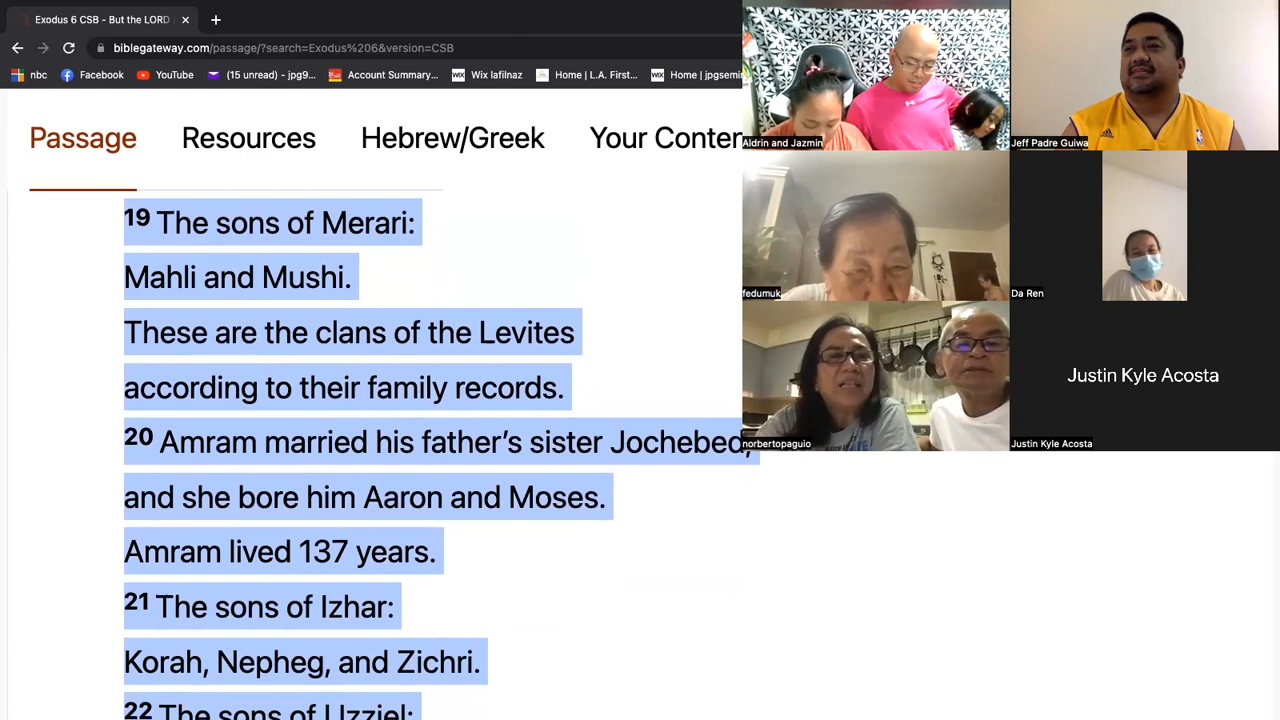 Exodus 6 CSB - But the LORD
biblegateway.com/passage/?search=Exodus%206&version=CSB
nbc Facebook YouTube (15 unread) - jpg9... Account Summary... Wix lafilnaz Home | L.A. First... Home | jpgsemi
Passage Resources Hebrew/Greek Your Conten
19 The sons of Merari:
Mahli and Mushi.
These are the clans of the Levites
according to their family records.
20 Amram married his father’s sister Jochebed,
and she bore him Aaron and Moses.
Amram lived 137 years.
21 The sons of Izhar:
Korah, Nepheg, and Zichri.
22 The sons of Uzziel:
Aldrin and Jazmin
Jeff Padre Guiwa
fedumuk
Da Ren
norbertopaguio
Justin Kyle Acosta
Justin Kyle Acosta